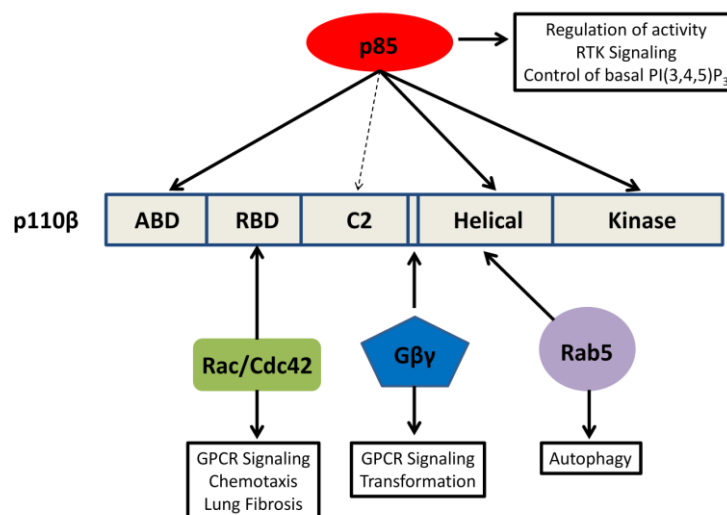 p85
Regulation of activity
RTK Signaling
Control of basal PI(3,4,5)P₃
p110β
ABD
RBD
C2
Helical
Kinase
Rac/Cdc42
Gβγ
Rab5
GPCR Signaling
Chemotaxis
Lung Fibrosis
GPCR Signaling
Transformation
Autophagy